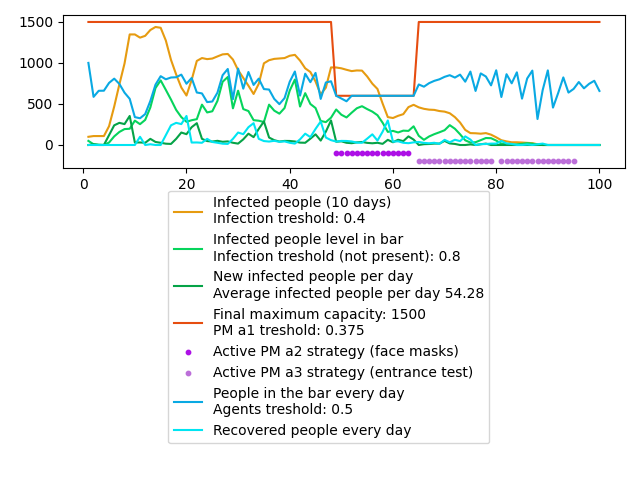 1500
1000
500
0
0 20 40 60 80 100
Infected people (10 days)
Infection treshold: 0.4
Infected people level in bar
Infection treshold (not present): 0.8
New infected people per day
Average infected people per day 54.28
Final maximum capacity: 1500
PM a1 treshold: 0.375
Active PM a2 strategy (face masks)
Active PM a3 strategy (entrance test)
People in the bar every day
Agents treshold: 0.5
Recovered people every day